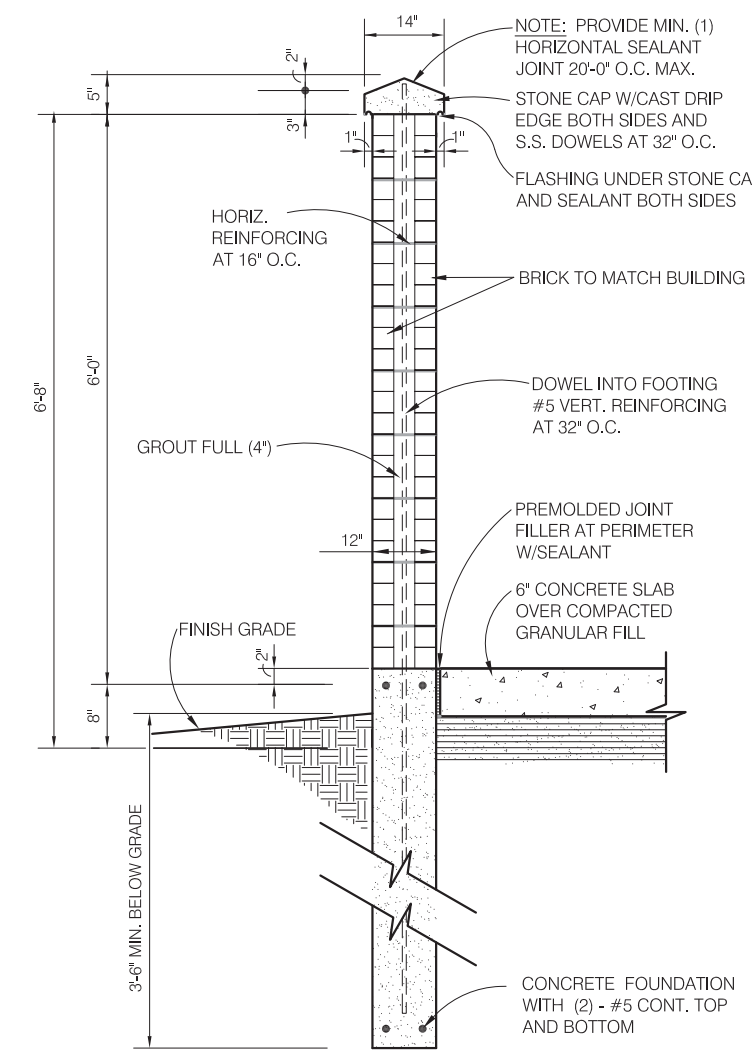 14"
NOTE: PROVIDE MIN. (1)
HORIZONTAL SEALANT
JOINT 20'-0" O.C. MAX.
2"
5"
3"
STONE CAP W/CAST DRIP
EDGE BOTH SIDES AND
S.S. DOWELS AT 32" O.C.
1"
1"
FLASHING UNDER STONE CA
AND SEALANT BOTH SIDES
HORIZ.
REINFORCING
AT 16" O.C.
BRICK TO MATCH BUILDING
6'-8"
6'-0"
DOWEL INTO FOOTING
#5 VERT. REINFORCING
AT 32" O.C.
GROUT FULL (4")
PREMOLDED JOINT
FILLER AT PERIMETER
W/SEALANT
12"
6" CONCRETE SLAB
OVER COMPACTED
GRANULAR FILL
FINISH GRADE
2"
8"
3'-6" MIN. BELOW GRADE
CONCRETE FOUNDATION
WITH (2) - #5 CONT. TOP
AND BOTTOM